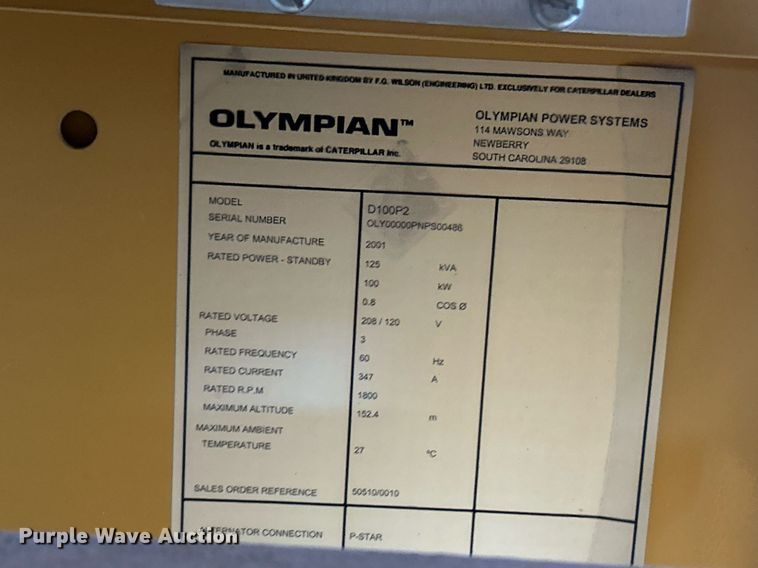 MANUFACTURED IN UNITED KINGDOM BY F.G. WILSON (ENGINEERING) LTD. EXCLUSIVELY FOR CATERPILLAR DEALERS
OLYMPIAN™
OLYMPIAN is a trademark of CATERPILLAR Inc.
OLYMPIAN POWER SYSTEMS
114 MAWSONS WAY
NEWBERRY
SOUTH CAROLINA 29108
MODEL D100P2
SERIAL NUMBER OLY00000PNPS00486
YEAR OF MANUFACTURE 2001
RATED POWER - STANDBY 125 kVA
100 kW
0.8 COS Ø
RATED VOLTAGE 208 / 120 V
PHASE 3
RATED FREQUENCY 60 Hz
RATED CURRENT 347 A
RATED R.P.M 1800
MAXIMUM ALTITUDE 152.4 m
MAXIMUM AMBIENT
TEMPERATURE 27 °C
SALES ORDER REFERENCE 50510/0010
ALTERNATOR CONNECTION P-STAR
Purple Wave Auction